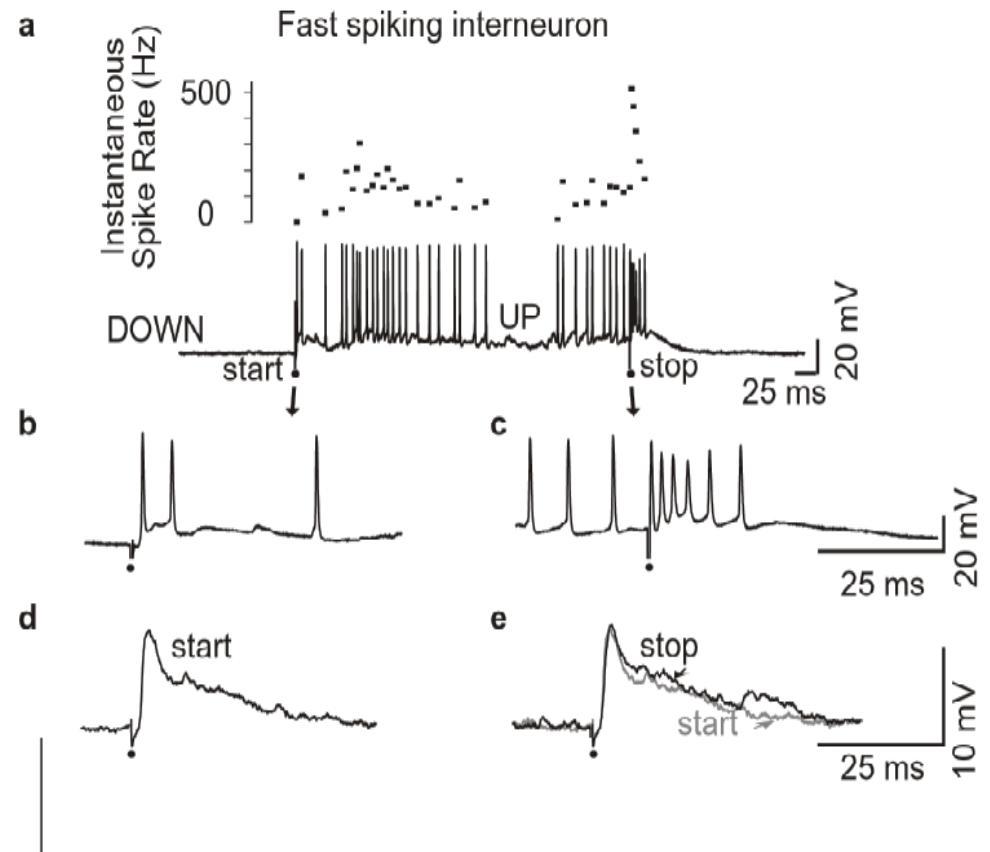 a
Fast spiking interneuron
Instantaneous
Spike Rate (Hz)
500
0
DOWN
UP
start
stop
20 mV
25 ms
b
c
20 mV
25 ms
d
e
start
stop
start
10 mV
25 ms